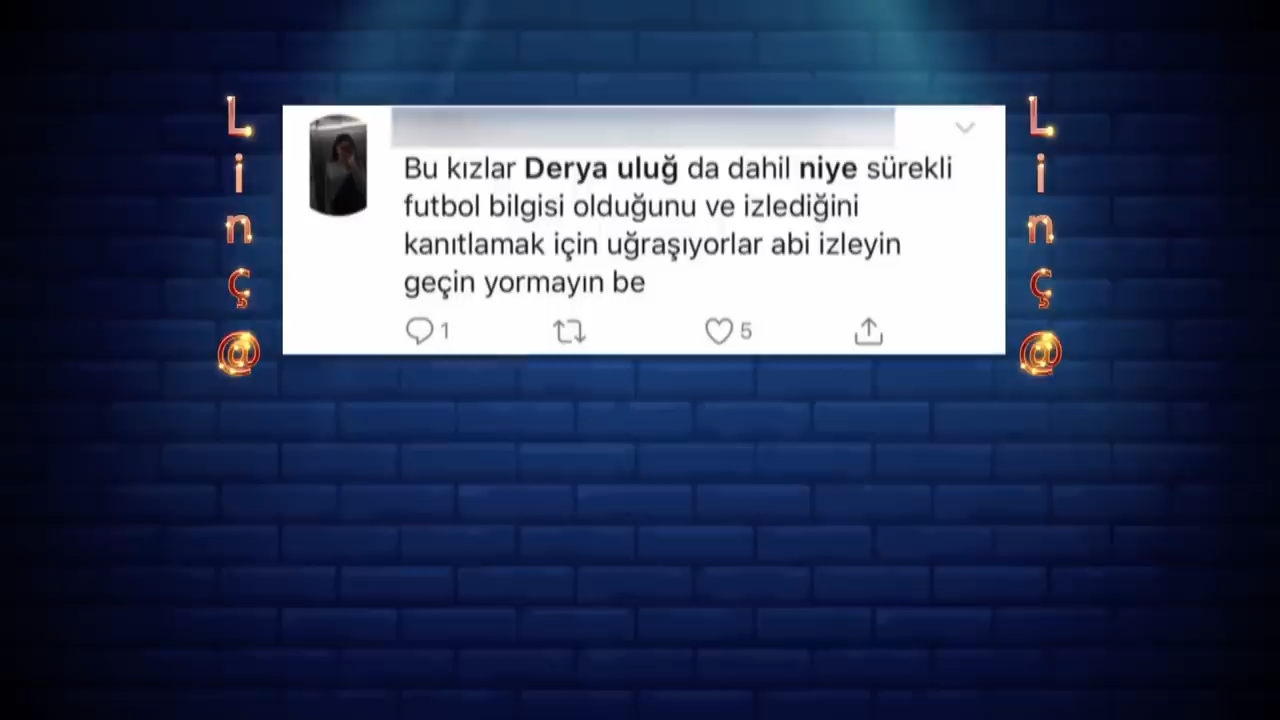 Linç@
Bu kızlar Derya uluğ da dahil niye sürekli
futbol bilgisi olduğunu ve izlediğini
kanıtlamak için uğraşıyorlar abi izleyin
geçin yormayın be
1 5
Linç@